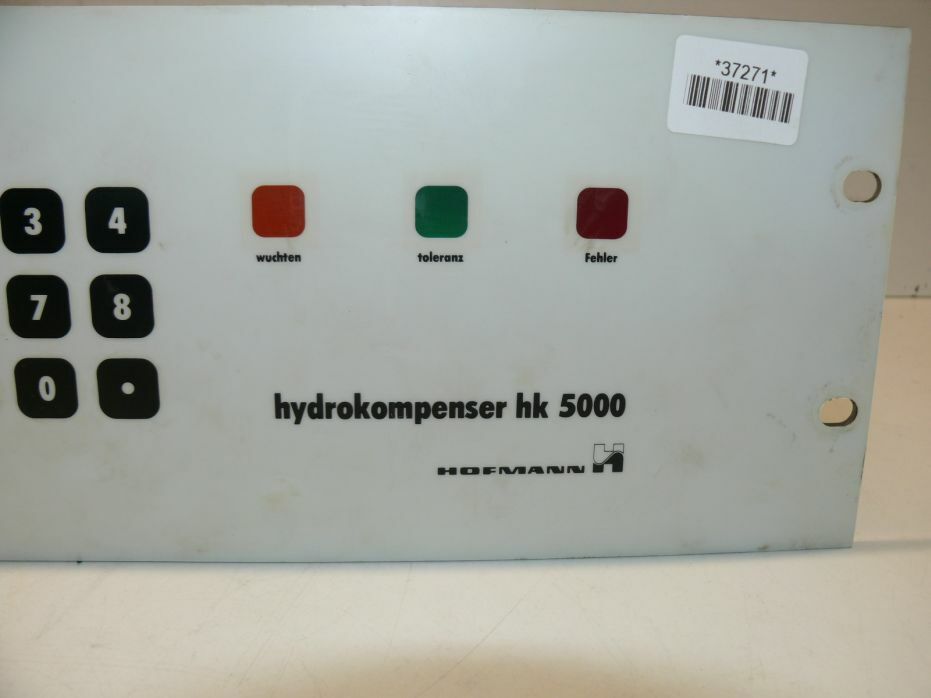 *37271*
3 4
wuchten toleranz Fehler
7 8
0 •
hydrokompenser hk 5000
HOFMANN